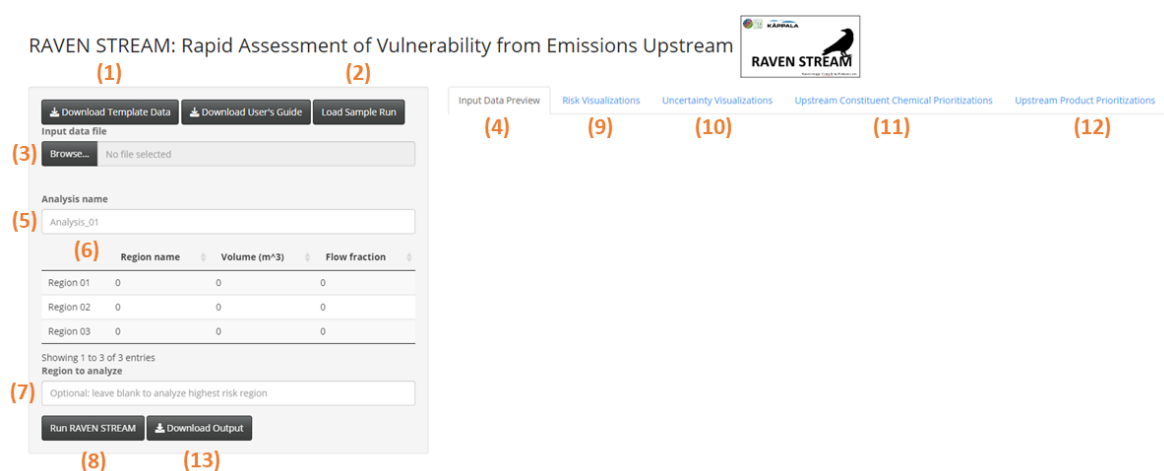 KÄPPALA
RAVEN STREAM: Rapid Assessment of Vulnerability from Emissions Upstream
RAVEN STREAM
(1)
(2)
Download Template Data Download User's Guide Load Sample Run
Input data file
(3) Browse... No file selected
Input Data Preview Risk Visualizations Uncertainty Visualizations Upstream Constituent Chemical Prioritizations Upstream Product Prioritizations
(4) (9) (10) (11) (12)
Analysis name
(5) Analysis_01
(6)
Region name Volume (m^3) Flow fraction
Region 01 0 0 0
Region 02 0 0 0
Region 03 0 0 0
Showing 1 to 3 of 3 entries
Region to analyze
(7) Optional: leave blank to analyze highest risk region
Run RAVEN STREAM Download Output
(8) (13)